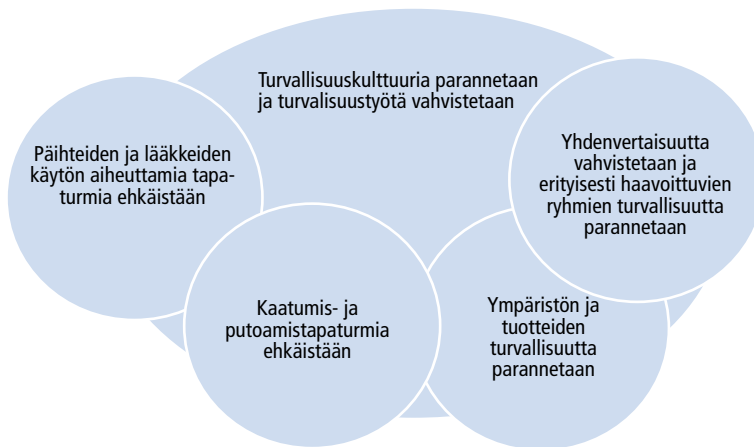 Turvallisuuskulttuuria parannetaan
ja turvalisuustyötä vahvistetaan
Päihteiden ja lääkkeiden
käytön aiheuttamia tapa-
turmia ehkäistään
Yhdenvertaisuutta
vahvistetaan ja
erityisesti haavoittuvien
ryhmien turvallisuutta
parannetaan
Kaatumis- ja
putoamistapaturmia
ehkäistään
Ympäristön ja
tuotteiden
turvallisuutta
parannetaan